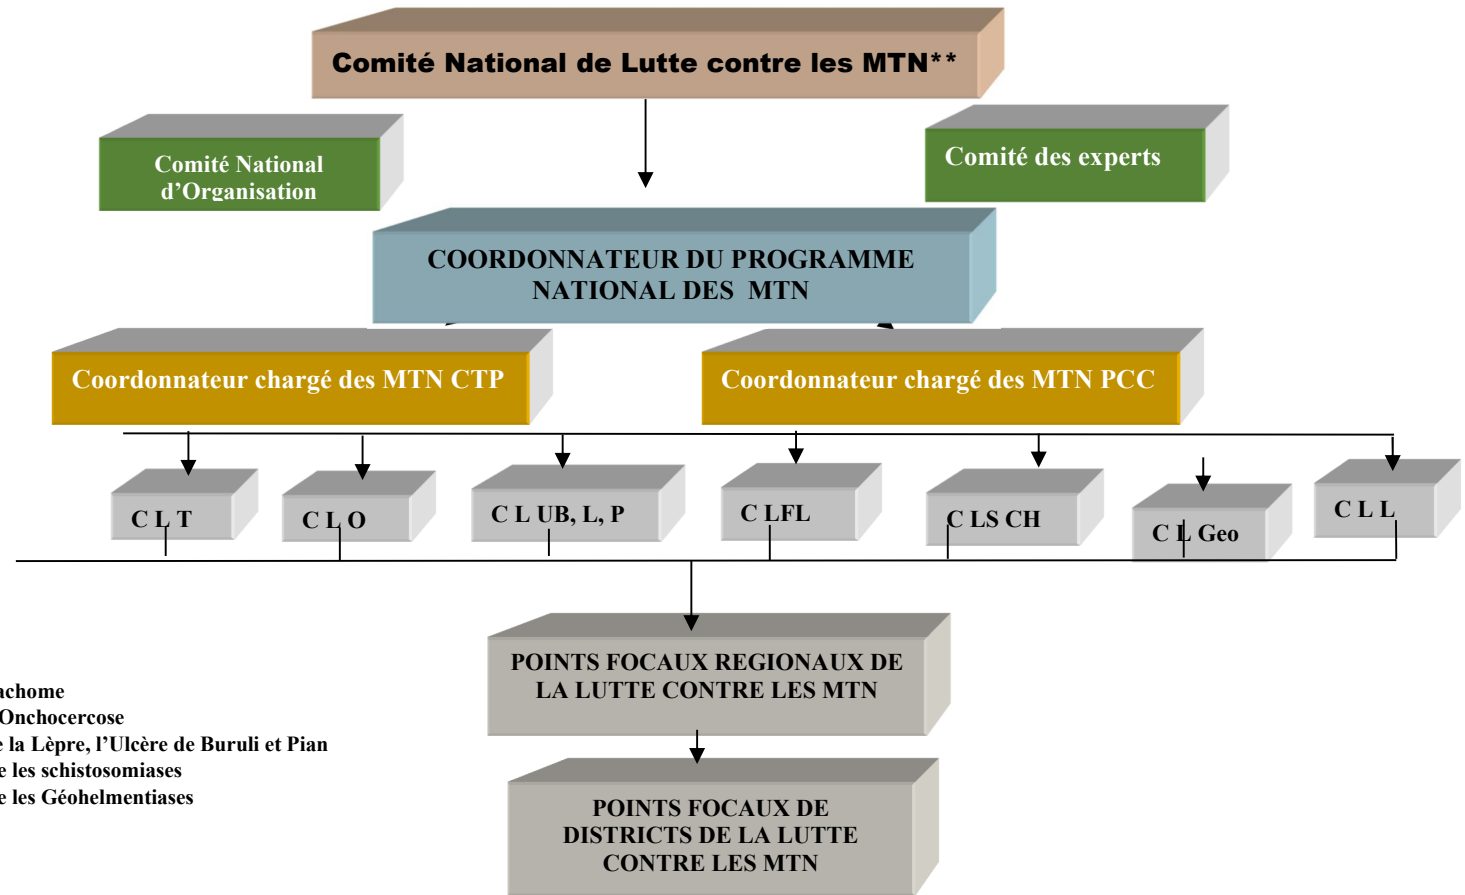 Comité National de Lutte contre les MTN**
Comité National
d’Organisation
Comité des experts
COORDONNATEUR DU PROGRAMME
NATIONAL DES MTN
Coordonnateur chargé des MTN CTP
Coordonnateur chargé des MTN PCC
C L T
C L O
C L UB, L, P
C LFL
C LS CH
C L Geo
C L L
POINTS FOCAUX REGIONAUX DE
LA LUTTE CONTRE LES MTN
achome
Onchocercose
e la Lèpre, l’Ulcère de Buruli et Pian
e les schistosomiases
e les Géohelmentiases
POINTS FOCAUX DE
DISTRICTS DE LA LUTTE
CONTRE LES MTN